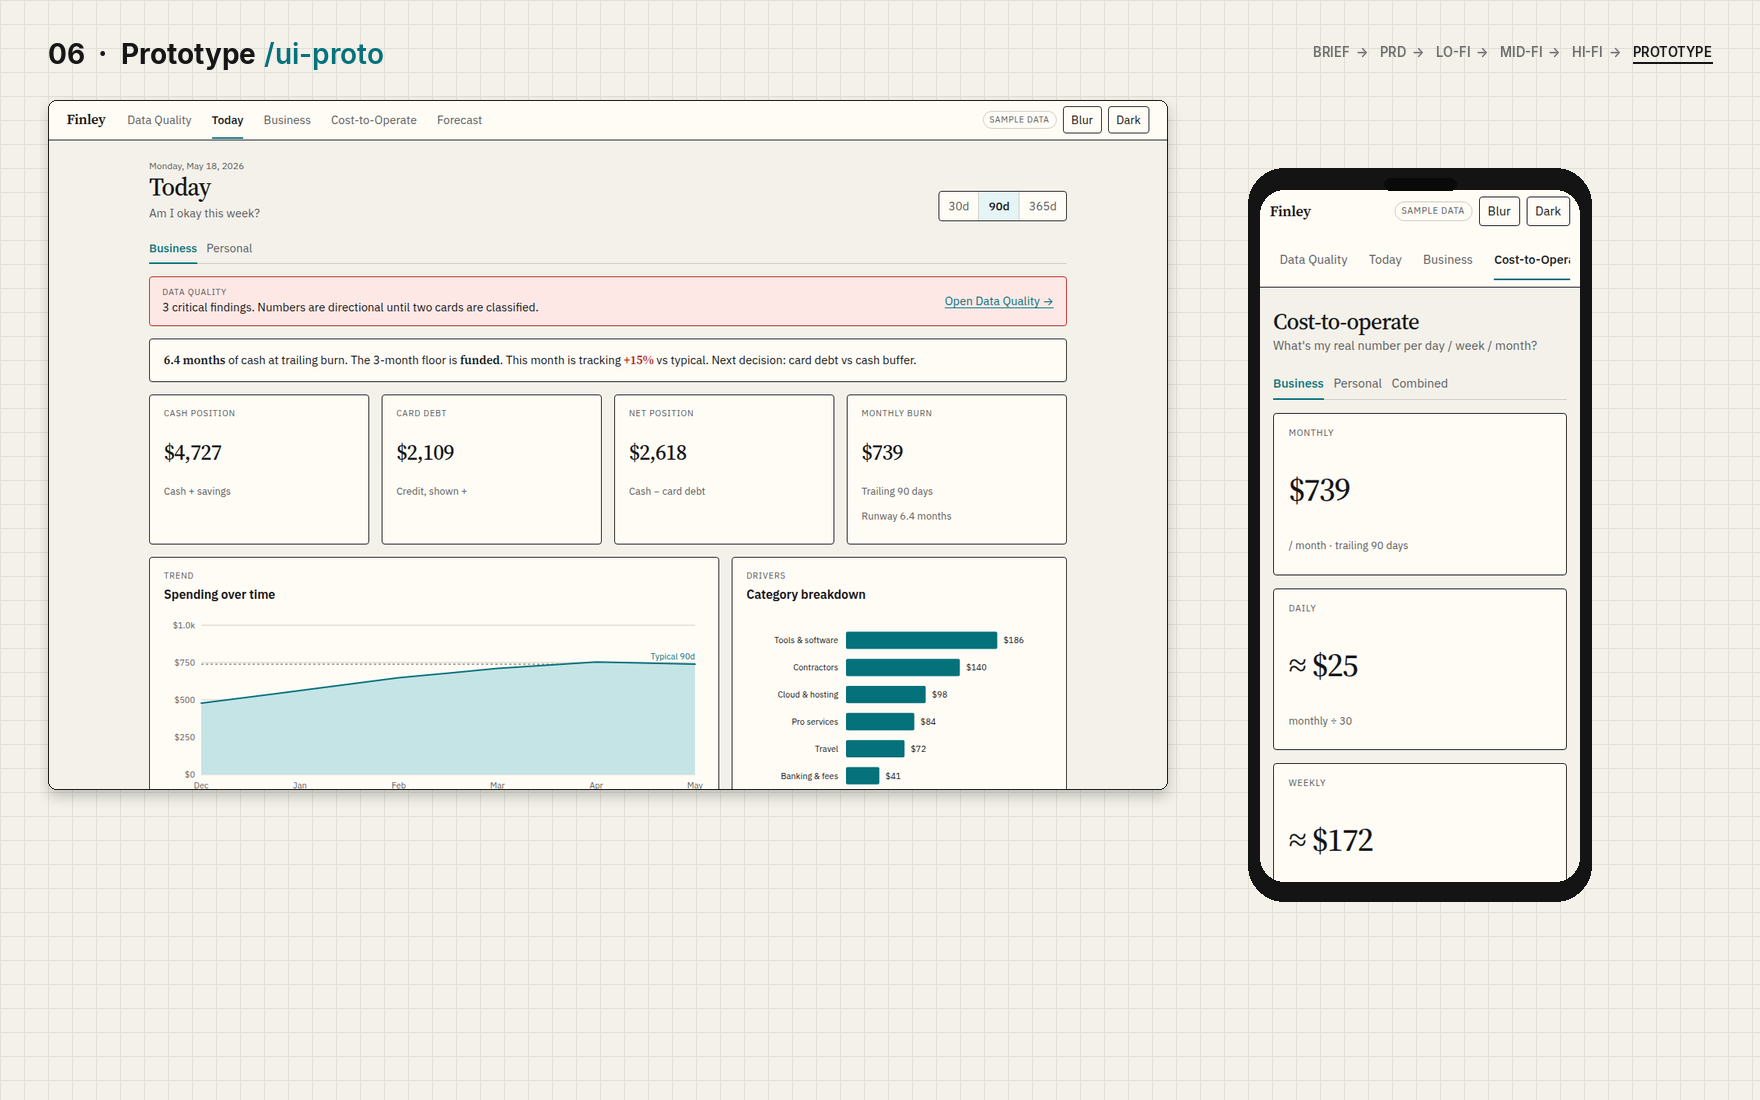 06 · Prototype /ui-proto
BRIEF → PRD → LO-FI → MID-FI → HI-FI → PROTOTYPE
Finley Data Quality Today Business Cost-to-Operate Forecast SAMPLE DATA Blur Dark
Monday, May 18, 2026
Today
Am I okay this week?
30d 90d 365d
Business Personal
DATA QUALITY
3 critical findings. Numbers are directional until two cards are classified.
Open Data Quality →
6.4 months of cash at trailing burn. The 3-month floor is funded. This month is tracking +15% vs typical. Next decision: card debt vs cash buffer.
CASH POSITION
$4,727
Cash + savings
CARD DEBT
$2,109
Credit, shown +
NET POSITION
$2,618
Cash − card debt
MONTHLY BURN
$739
Trailing 90 days
Runway 6.4 months
TREND
Spending over time
$1.0k
$750
$500
$250
$0
Typical 90d
Dec Jan Feb Mar Apr May
DRIVERS
Category breakdown
Tools & software $186
Contractors $140
Cloud & hosting $98
Pro services $84
Travel $72
Banking & fees $41
Finley SAMPLE DATA Blur Dark
Data Quality Today Business Cost-to-Opera
Cost-to-operate
What's my real number per day / week / month?
Business Personal Combined
MONTHLY
$739
/ month · trailing 90 days
DAILY
≈ $25
monthly ÷ 30
WEEKLY
≈ $172